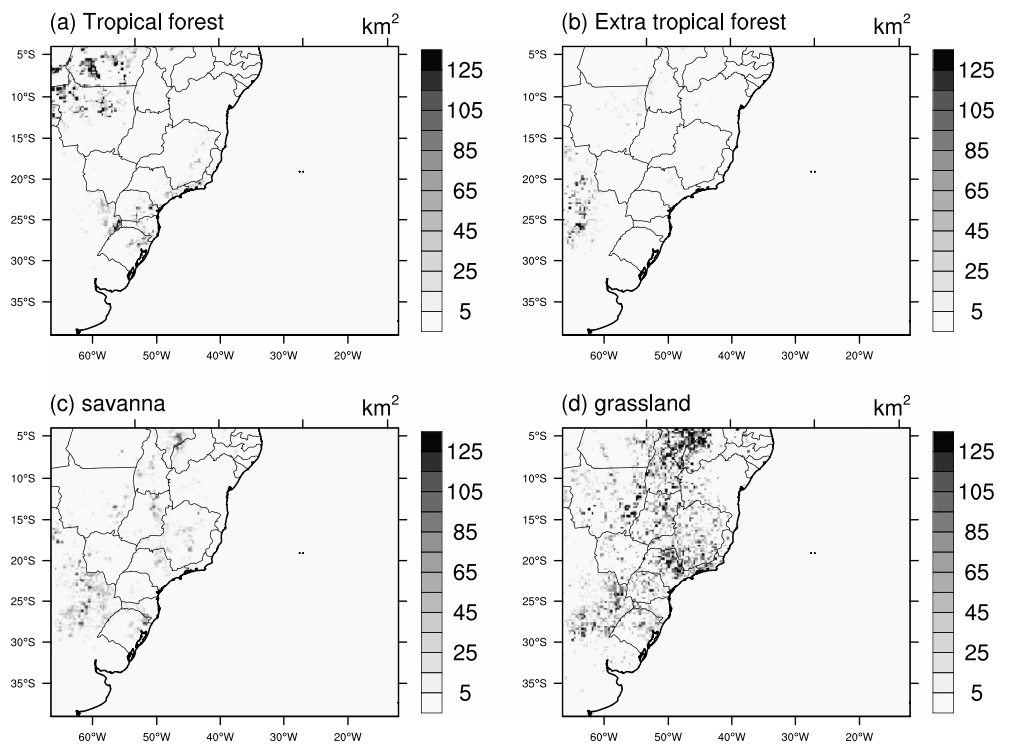 (a) Tropical forest km2
5°S
10°S
15°S
20°S
25°S
30°S
35°S
60°W 50°W 40°W 30°W 20°W
125
105
85
65
45
25
5
(b) Extra tropical forest km2
5°S
10°S
15°S
20°S
25°S
30°S
35°S
60°W 50°W 40°W 30°W 20°W
125
105
85
65
45
25
5
(c) savanna km2
5°S
10°S
15°S
20°S
25°S
30°S
35°S
60°W 50°W 40°W 30°W 20°W
125
105
85
65
45
25
5
(d) grassland km2
5°S
10°S
15°S
20°S
25°S
30°S
35°S
60°W 50°W 40°W 30°W 20°W
125
105
85
65
45
25
5